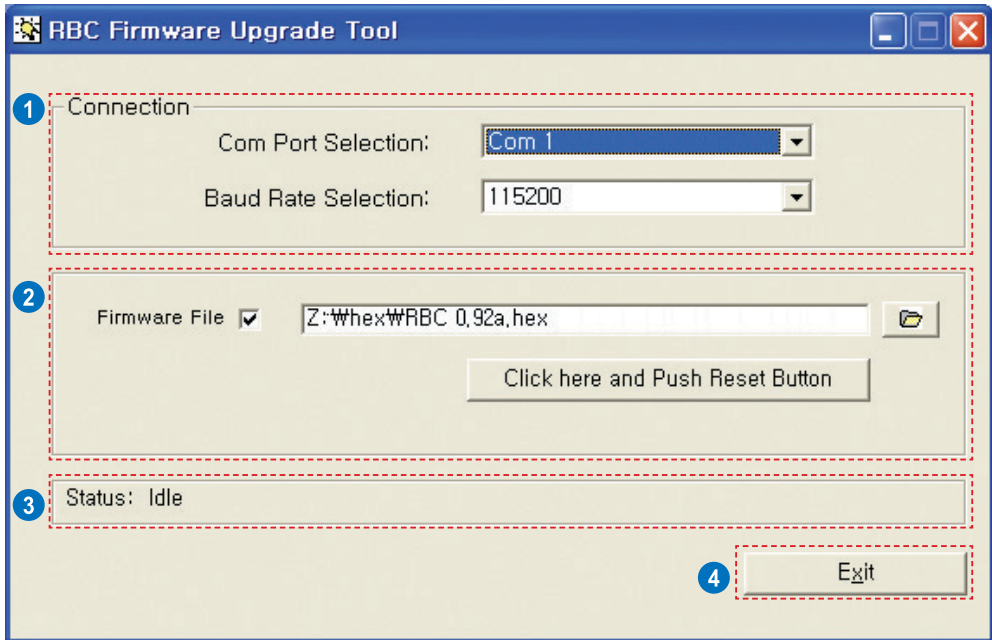 RBC Firmware Upgrade Tool
1
Connection
Com Port Selection:
Com 1
Baud Rate Selection:
115200
2
Firmware File
Z:₩hex₩RBC 0.92a.hex
Click here and Push Reset Button
3
Status: Idle
4
Exit